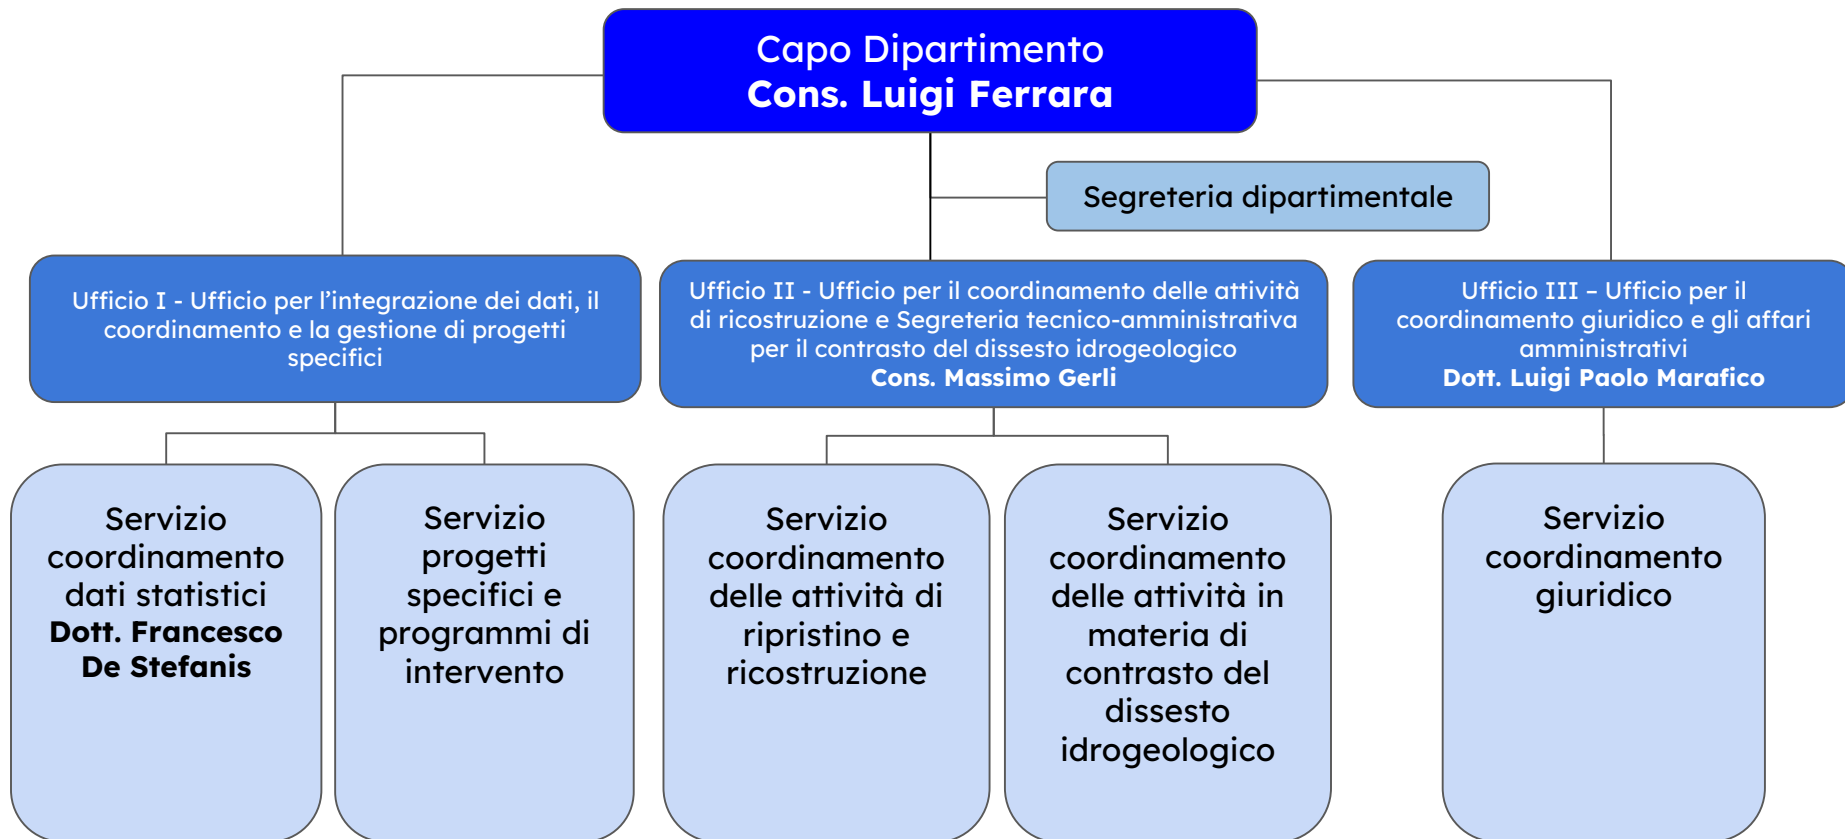 Capo Dipartimento
Cons. Luigi Ferrara
Segreteria dipartimentale
Ufficio I - Ufficio per l’integrazione dei dati, il
coordinamento e la gestione di progetti
specifici
Ufficio II - Ufficio per il coordinamento delle attività
di ricostruzione e Segreteria tecnico-amministrativa
per il contrasto del dissesto idrogeologico
Cons. Massimo Gerli
Ufficio III – Ufficio per il
coordinamento giuridico e gli affari
amministrativi
Dott. Luigi Paolo Marafico
Servizio
coordinamento
dati statistici
Dott. Francesco
De Stefanis
Servizio
progetti
specifici e
programmi di
intervento
Servizio
coordinamento
delle attività di
ripristino e
ricostruzione
Servizio
coordinamento
delle attività in
materia di
contrasto del
dissesto
idrogeologico
Servizio
coordinamento
giuridico